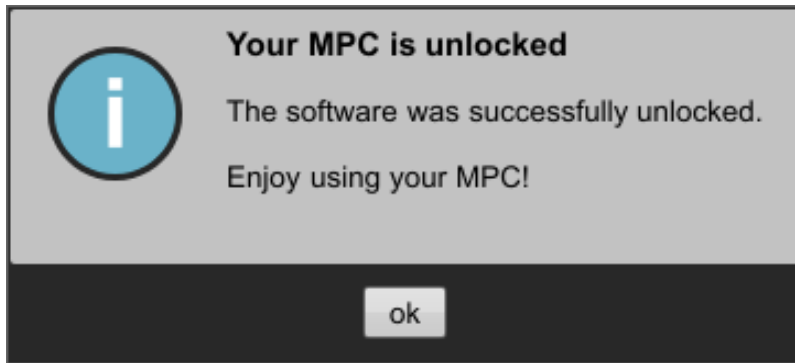 Your MPC is unlocked
The software was successfully unlocked.
Enjoy using your MPC!
ok